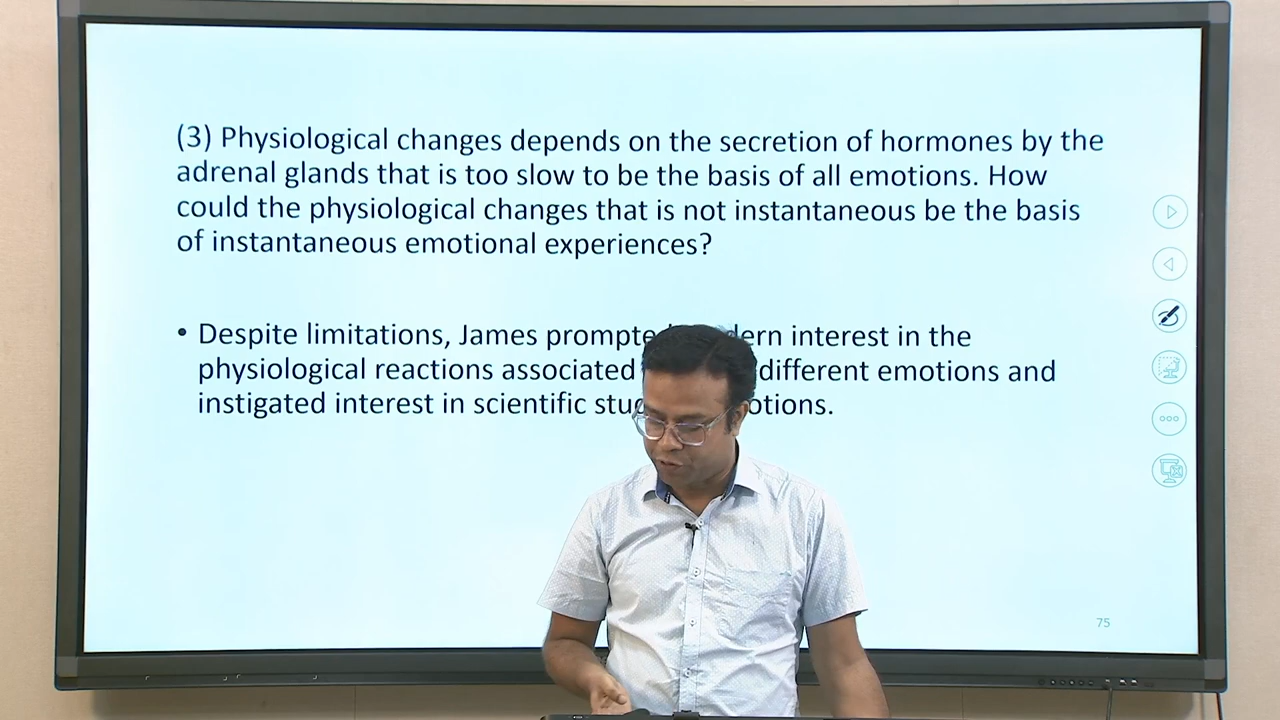 (3) Physiological changes depends on the secretion of hormones by the
adrenal glands that is too slow to be the basis of all emotions. How
could the physiological changes that is not instantaneous be the basis
of instantaneous emotional experiences?
• Despite limitations, James prompted interest in the
physiological reactions associated different emotions and
instigated interest in scientific
75